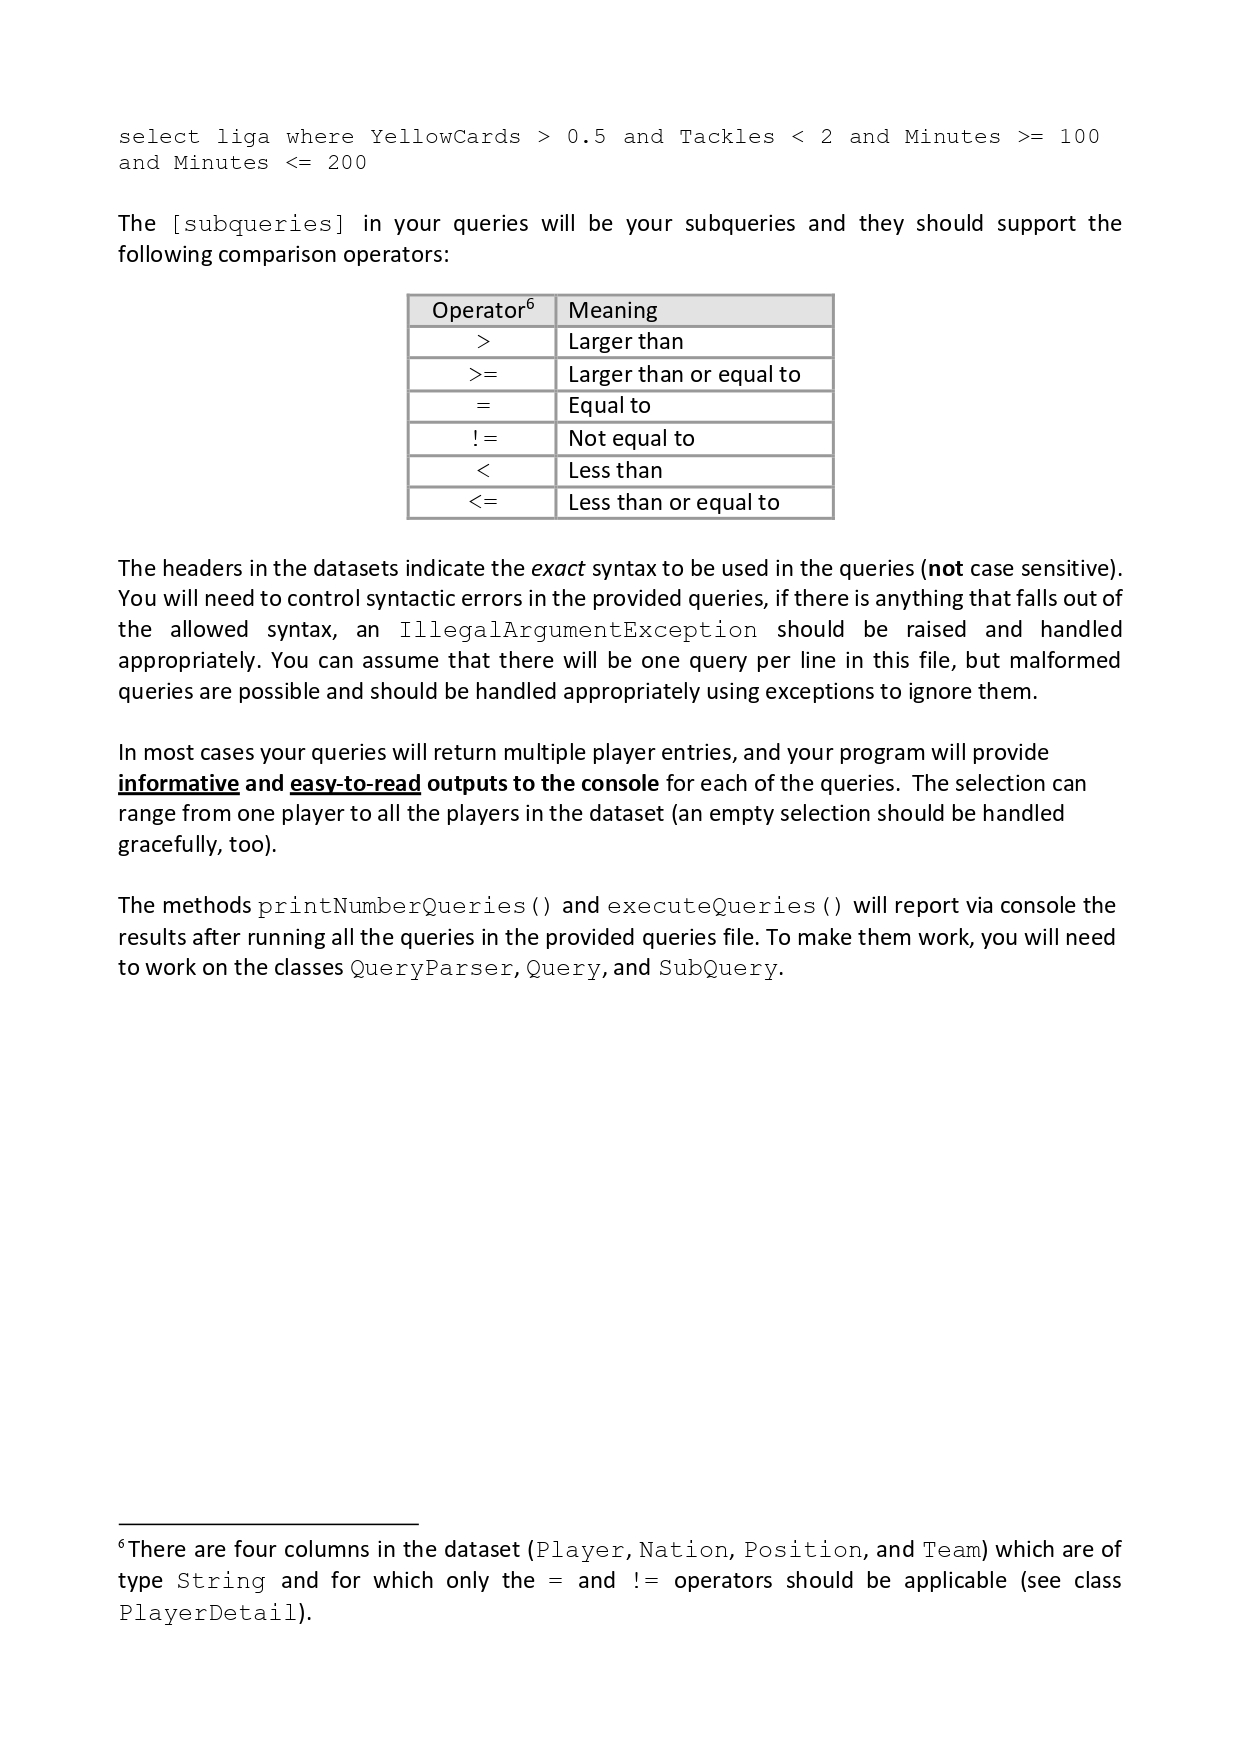 select liga where YellowCards > 0.5 and Tackles < 2 and Minutes >= 100
and Minutes <= 200
The [subqueries] in your queries will be your subqueries and they should support the
following comparison operators:
Operator6 Meaning
> Larger than
>= Larger than or equal to
= Equal to
!= Not equal to
< Less than
<= Less than or equal to
The headers in the datasets indicate the exact syntax to be used in the queries (not case sensitive).
You will need to control syntactic errors in the provided queries, if there is anything that falls out of
the allowed syntax, an IllegalArgumentException should be raised and handled
appropriately. You can assume that there will be one query per line in this file, but malformed
queries are possible and should be handled appropriately using exceptions to ignore them.
In most cases your queries will return multiple player entries, and your program will provide
informative and easy-to-read outputs to the console for each of the queries. The selection can
range from one player to all the players in the dataset (an empty selection should be handled
gracefully, too).
The methods printNumberQueries() and executeQueries() will report via console the
results after running all the queries in the provided queries file. To make them work, you will need
to work on the classes QueryParser, Query, and SubQuery.
6 There are four columns in the dataset (Player, Nation, Position, and Team) which are of
type String and for which only the = and != operators should be applicable (see class
PlayerDetail).